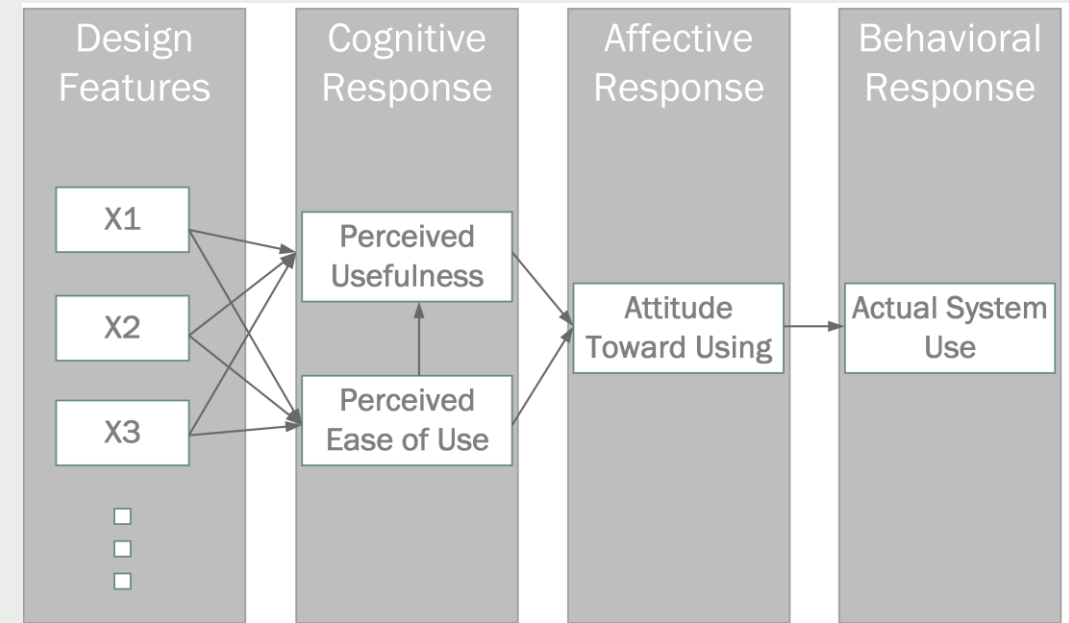 Design
Features
Cognitive
Response
Affective
Response
Behavioral
Response
X1
X2
X3
Perceived
Usefulness
Perceived
Ease of Use
Attitude
Toward Using
Actual System
Use